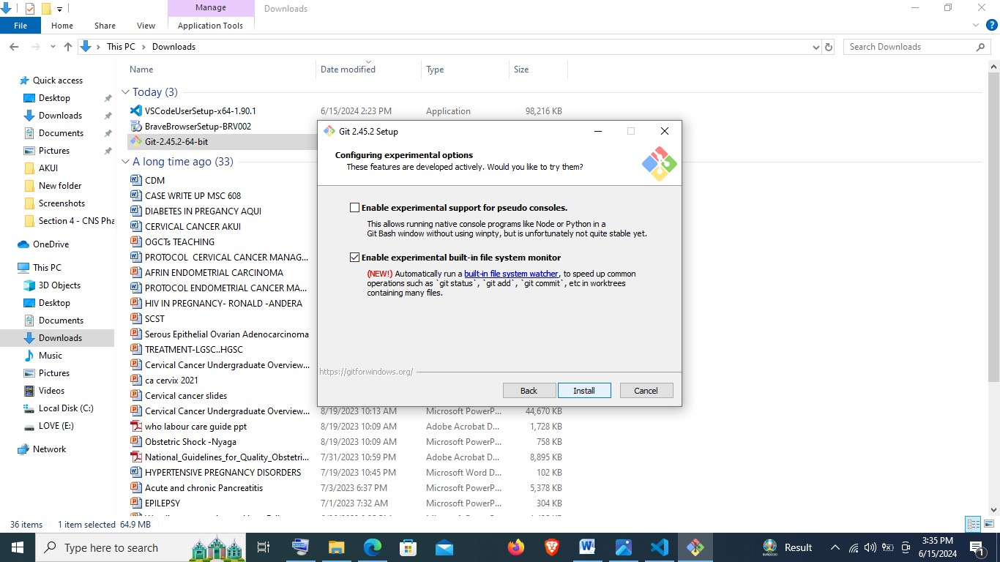 Manage
Downloads
File
Home
Share
View
Application Tools
This PC
Downloads
Search Downloads
Name
Date modified
Type
Size
Quick access
Desktop
Downloads
Documents
Pictures
AKUI
New folder
Screenshots
Section 4 - CNS Pha
OneDrive
This PC
3D Objects
Desktop
Documents
Downloads
Music
Pictures
Videos
Local Disk (C:)
LOVE (E:)
Network
Today (3)
VSCodeUserSetup-x64-1.90.1 6/15/2024 2:23 PM Application 98,216 KB
BraveBrowserSetup-BRV002
Git-2.45.2-64-bit
A long time ago (33)
CDM
CASE WRITE UP MSC 608
DIABETES IN PREGANCY AQUI
CERVICAL CANCER AKUI
OGCTs TEACHING
PROTOCOL CERVICAL CANCER MANAG...
AFRIN ENDOMETRIAL CARCINOMA
PROTOCOL ENDOMETRIAL CANCER MA...
HIV IN PREGNANCY- RONALD -ANDERA
SCST
Serous Epithelial Ovarian Adenocarcinoma
TREATMENT-LGSC..HGSC
Cervical Cancer Undergraduate Overview...
ca cervix 2021
Cervical cancer slides
Cervical Cancer Undergraduate Overview... 8/19/2023 10:13 AM Microsoft PowerP... 44,670 KB
who labour care guide ppt 8/19/2023 10:09 AM Adobe Acrobat D... 1,728 KB
Obstetric Shock -Nyaga 8/19/2023 10:09 AM Microsoft PowerP... 758 KB
National_Guidelines_for_Quality_Obstetri... 7/31/2023 10:59 PM Adobe Acrobat D... 8,895 KB
HYPERTENSIVE PREGNANCY DISORDERS 7/19/2023 10:45 PM Microsoft Word D... 102 KB
Acute and chronic Pancreatitis 7/3/2023 6:37 PM Microsoft PowerP... 5,378 KB
EPILEPSY 7/1/2023 7:32 AM Microsoft PowerP... 304 KB
Git 2.45.2 Setup
Configuring experimental options
These features are developed actively. Would you like to try them?
Enable experimental support for pseudo consoles.
This allows running native console programs like Node or Python in a
Git Bash window without using winpty, but is unfortunately not quite stable yet.
Enable experimental built-in file system monitor
(NEW!) Automatically run a built-in file system watcher, to speed up common
operations such as `git status`, `git add`, `git commit`, etc in worktrees
containing many files.
https://gitforwindows.org/
Back
Install
Cancel
36 items 1 item selected 64.9 MB
Type here to search
Result
3:35 PM
6/15/2024
1